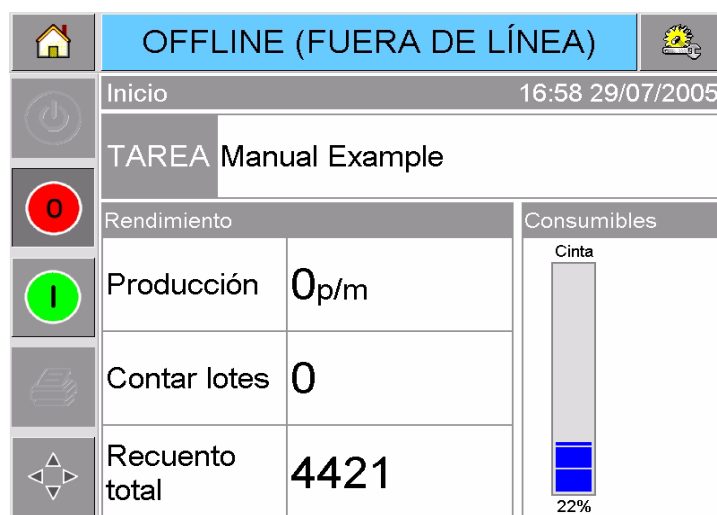 OFFLINE (FUERA DE LÍNEA)
Inicio 16:58 29/07/2005
TAREA Manual Example
0
Rendimiento
Consumibles
Cinta
I
Producción 0p/m
Contar lotes 0
Recuento
total 4421
22%